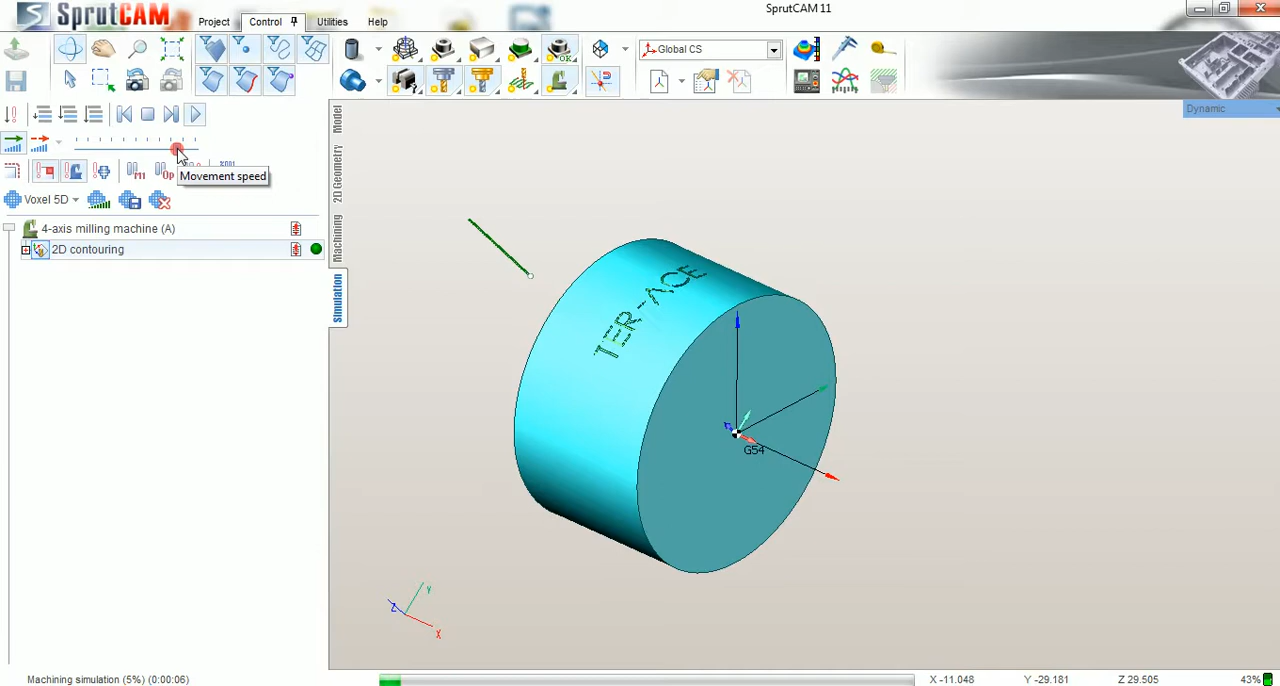 SprutCAM
Project
Control
Utilities
Help
SprutCAM 11
Global CS
Dynamic
Movement speed
M1
Op
Voxel 5D
4-axis milling machine (A)
2D contouring
Model
2D Geometry
Machining
Simulation
G54
Z
Y
X
Machining simulation (5%) (0:00:06)
X -11.048
Y -29.181
Z 29.505
43%